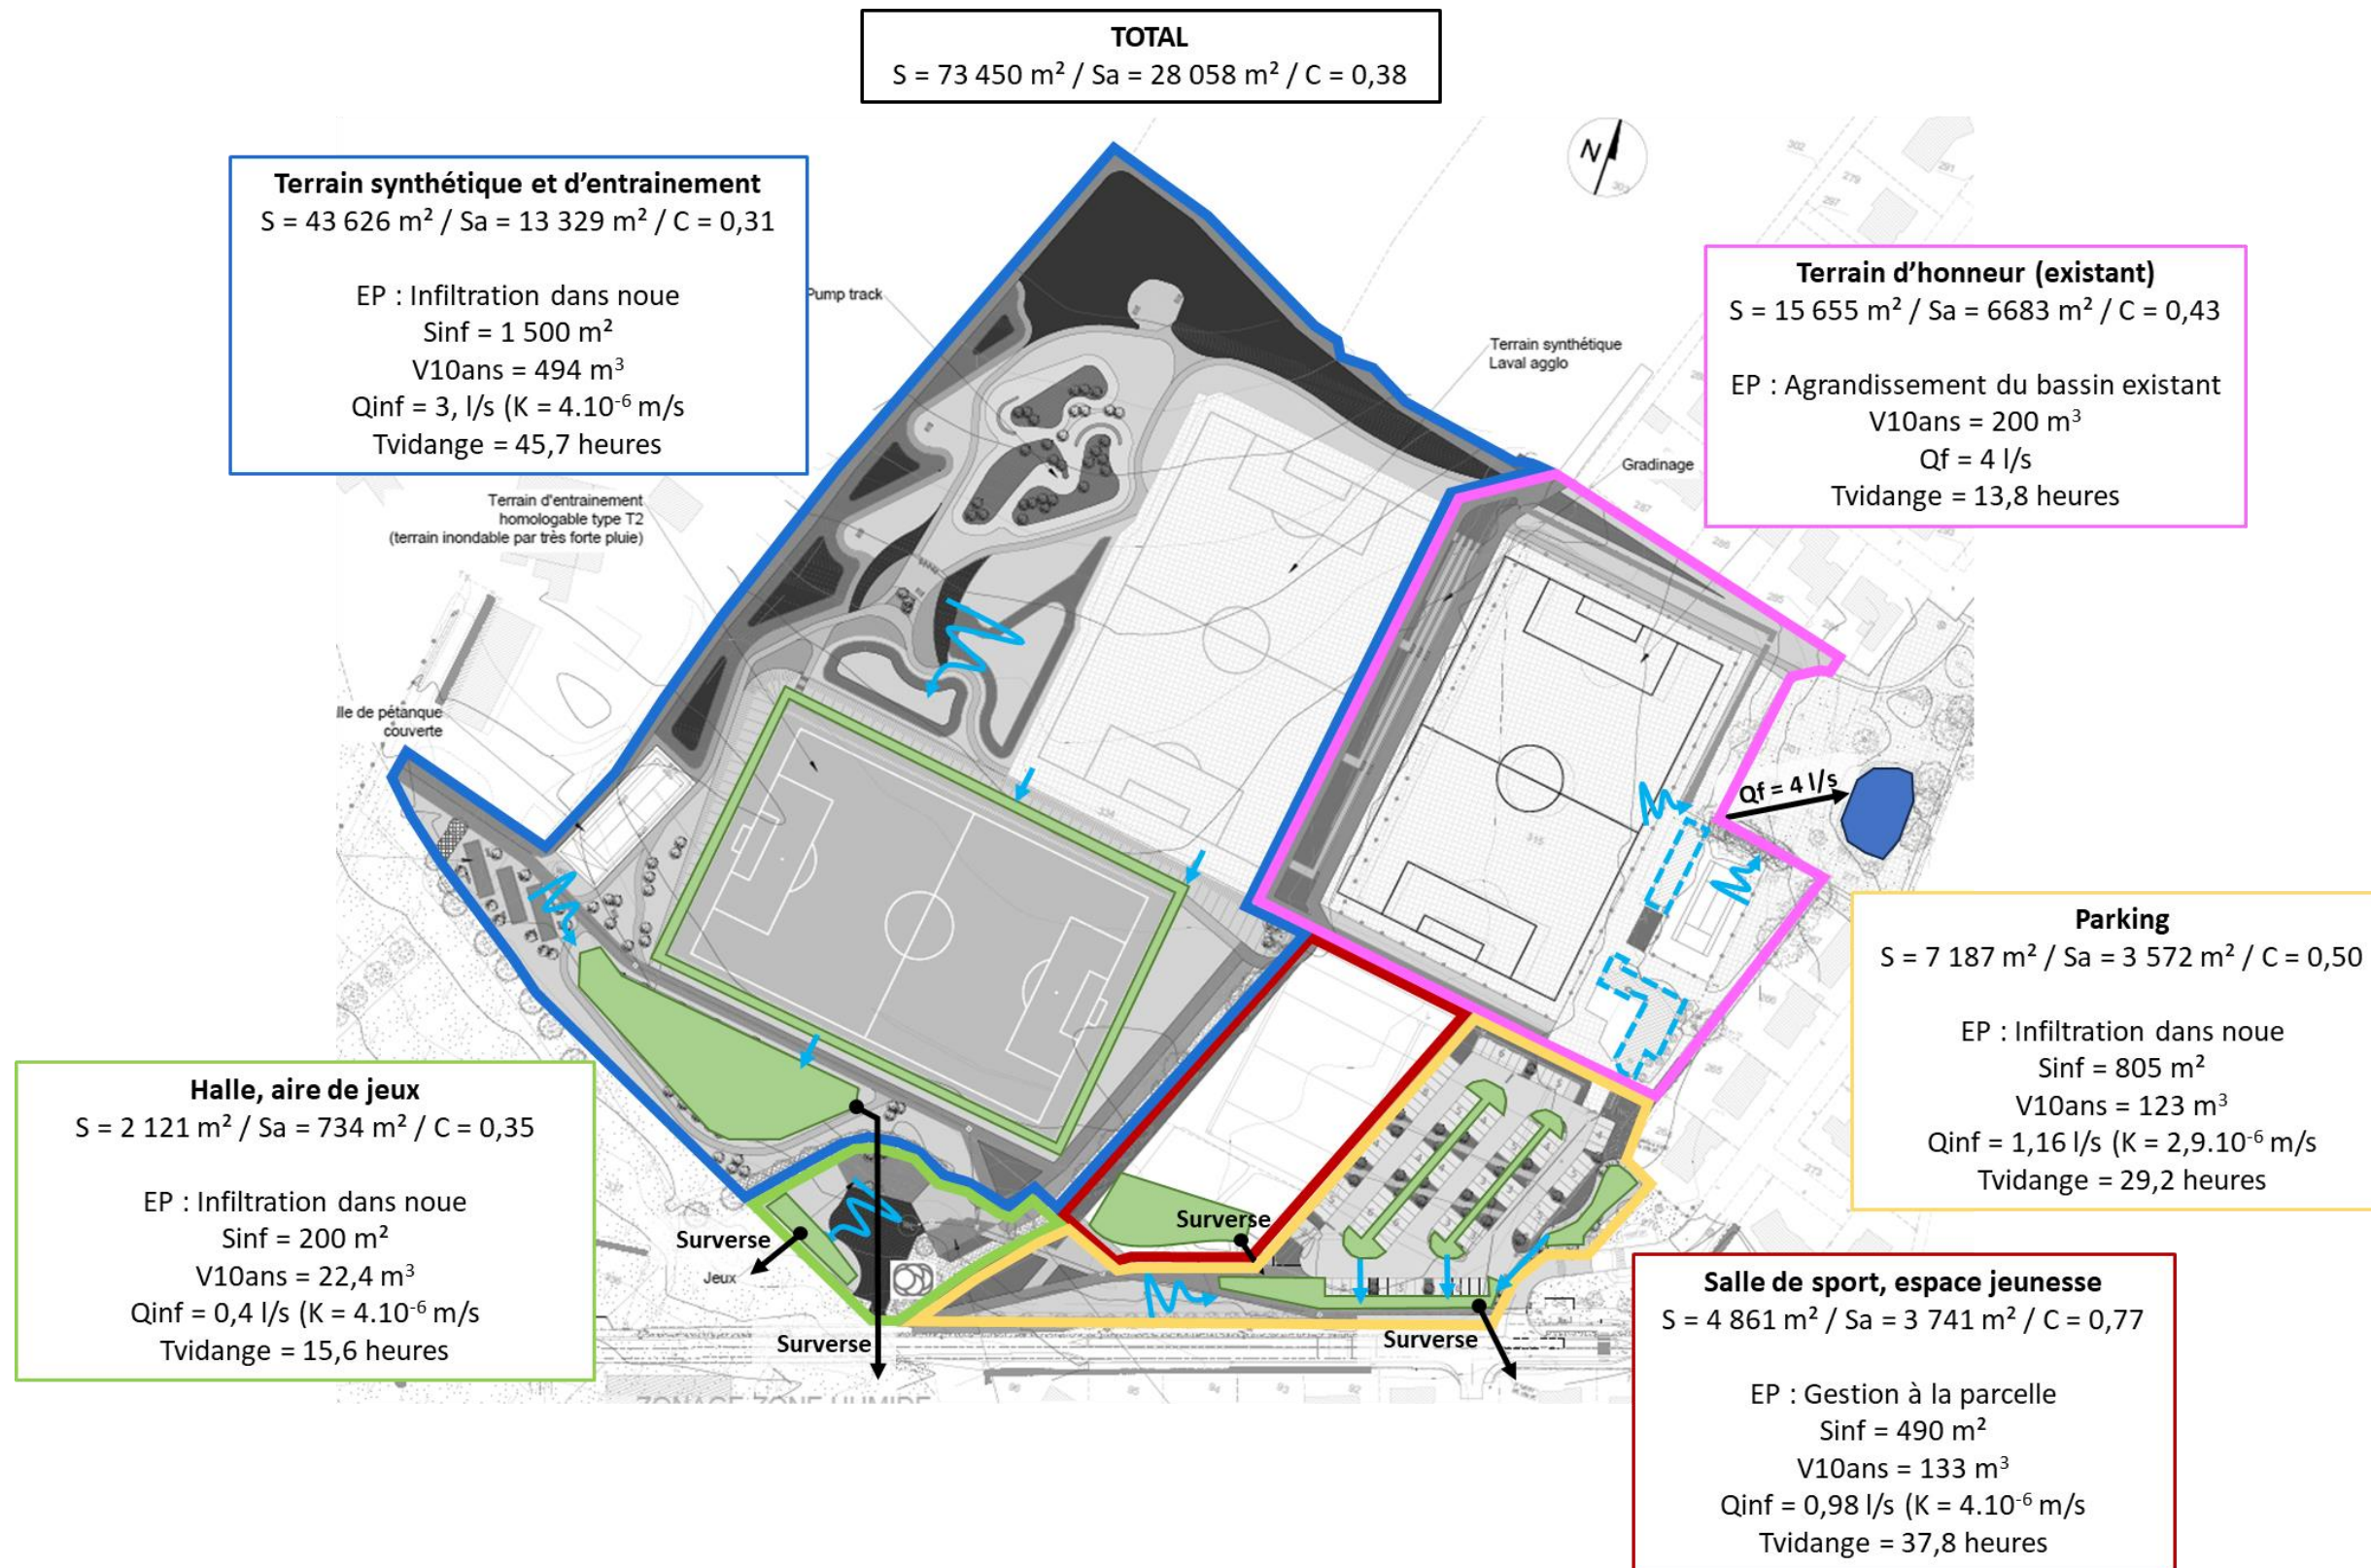 TOTAL
S = 73 450 m² / Sa = 28 058 m² / C = 0,38
N
Terrain synthétique et d'entrainement
S = 43 626 m² / Sa = 13 329 m² / C = 0,31
EP : Infiltration dans noue
Sinf = 1 500 m²
V10ans = 494 m³
Qinf = 3, l/s (K = 4.10⁻⁶ m/s
Tvidange = 45,7 heures
Terrain d'honneur (existant)
S = 15 655 m² / Sa = 6683 m² / C = 0,43
EP : Agrandissement du bassin existant
V10ans = 200 m³
Qf = 4 l/s
Tvidange = 13,8 heures
Pump track
Terrain synthétique
Laval agglo
Gradinage
Terrain d'entrainement
homologable type T2
(terrain inondable par très forte pluie)
lle de pétanque
couverte
Qf = 4 l/s
Parking
S = 7 187 m² / Sa = 3 572 m² / C = 0,50
EP : Infiltration dans noue
Sinf = 805 m²
V10ans = 123 m³
Qinf = 1,16 l/s (K = 2,9.10⁻⁶ m/s
Tvidange = 29,2 heures
Halle, aire de jeux
S = 2 121 m² / Sa = 734 m² / C = 0,35
EP : Infiltration dans noue
Sinf = 200 m²
V10ans = 22,4 m³
Qinf = 0,4 l/s (K = 4.10⁻⁶ m/s
Tvidange = 15,6 heures
Surverse
Jeux
Surverse
Surverse
Surverse
Salle de sport, espace jeunesse
S = 4 861 m² / Sa = 3 741 m² / C = 0,77
EP : Gestion à la parcelle
Sinf = 490 m²
V10ans = 133 m³
Qinf = 0,98 l/s (K = 4.10⁻⁶ m/s
Tvidange = 37,8 heures
ZONAGE ZONE HUMIDE